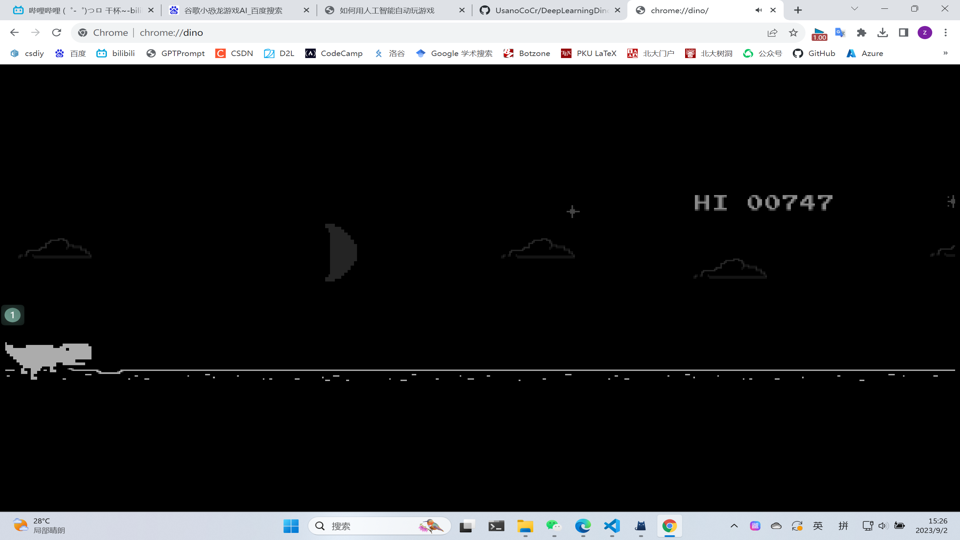 哔哩哔哩 (゜-゜)つロ 干杯~-bili
谷歌小恐龙游戏AI_百度搜索
如何用人工智能自动玩游戏
UsanoCoCr/DeepLearningDin
chrome://dino/
Chrome | chrome://dino
1.00
z
csdiy
百度
bilibili
GPTPrompt
CSDN
D2L
CodeCamp
洛谷
Google 学术搜索
Botzone
PKU LaTeX
北大门户
北大树洞
公众号
GitHub
Azure
»
HI 00747
1
28°C
局部晴朗
搜索
英
拼
15:26
2023/9/2